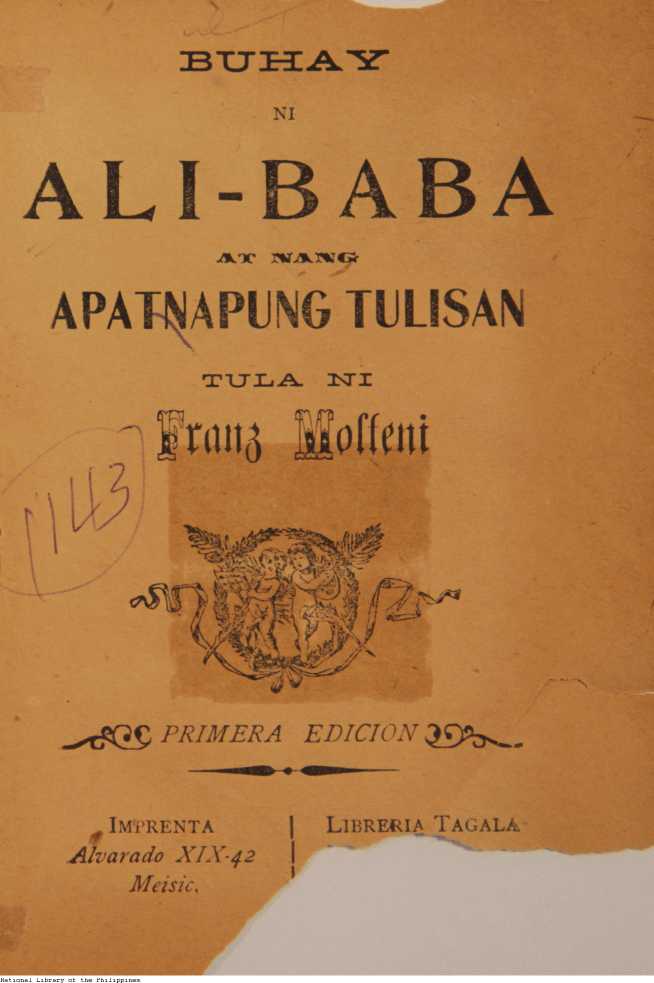 BUHAY
NI
ALI-BABA
AT NANG
APATNAPUNG TULISAN
TULA NI
Franz Molteni
1143
PRIMERA EDICION
IMPRENTA
Alvarado XIX-42
Meisic.
LIBRERIA TAGALA
National Library of the Philippines